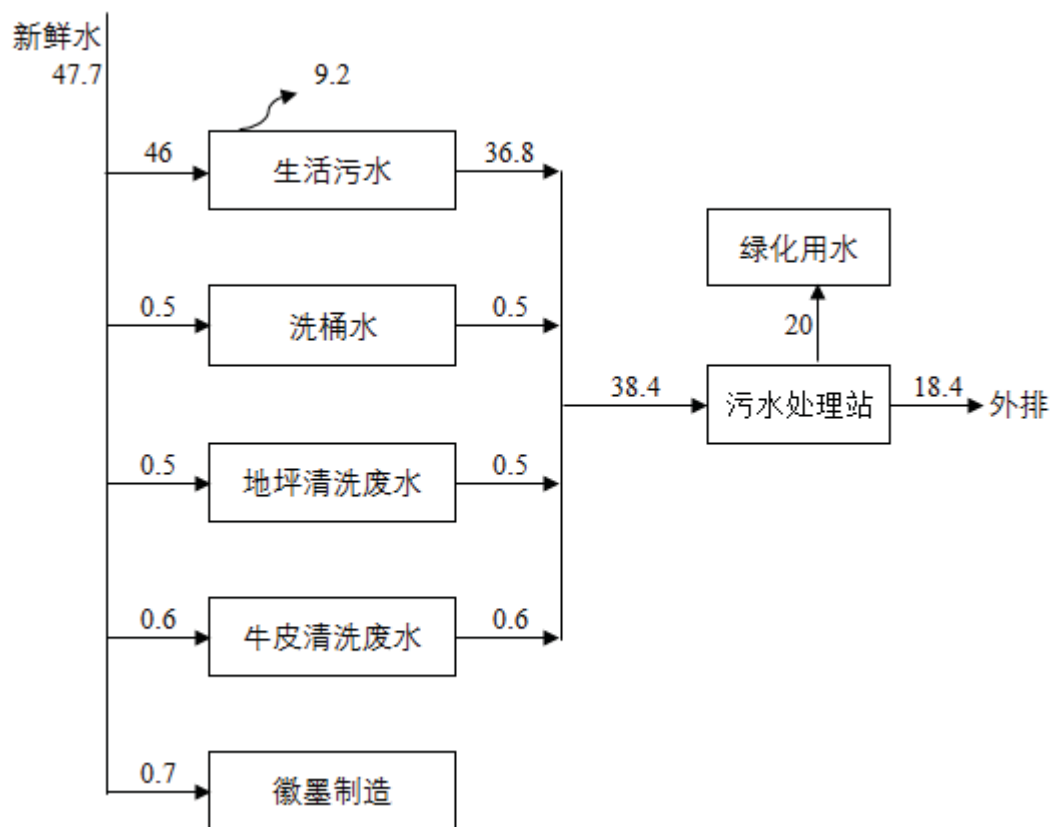 新鲜水
47.7
9.2
46
生活污水
36.8
0.5
洗桶水
0.5
0.5
地坪清洗废水
0.5
0.6
牛皮清洗废水
0.6
0.7
徽墨制造
38.4
污水处理站
20
绿化用水
18.4
外排